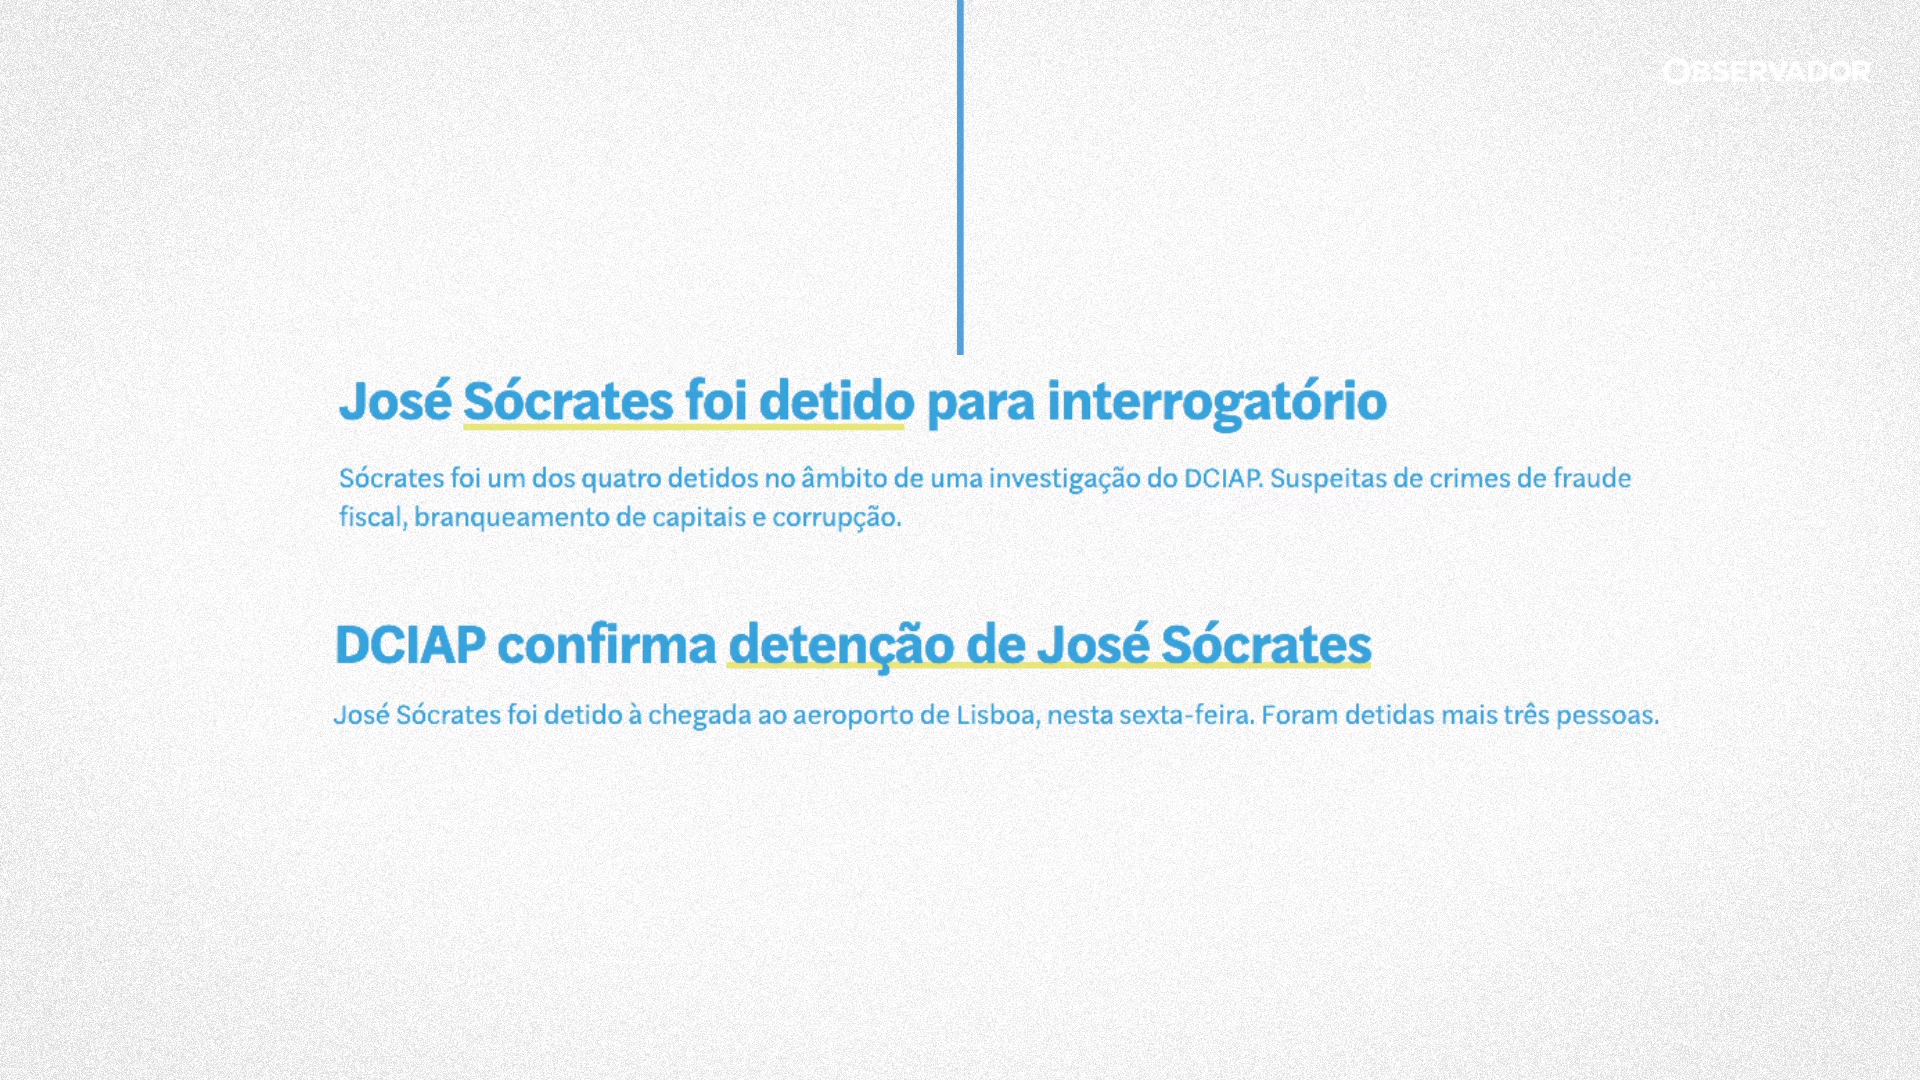 OBSERVADOR
José Sócrates foi detido para interrogatório
Sócrates foi um dos quatro detidos no âmbito de uma investigação do DCIAP. Suspeitas de crimes de fraude
fiscal, branqueamento de capitais e corrupção.
DCIAP confirma detenção de José Sócrates
José Sócrates foi detido à chegada ao aeroporto de Lisboa, nesta sexta-feira. Foram detidas mais três pessoas.